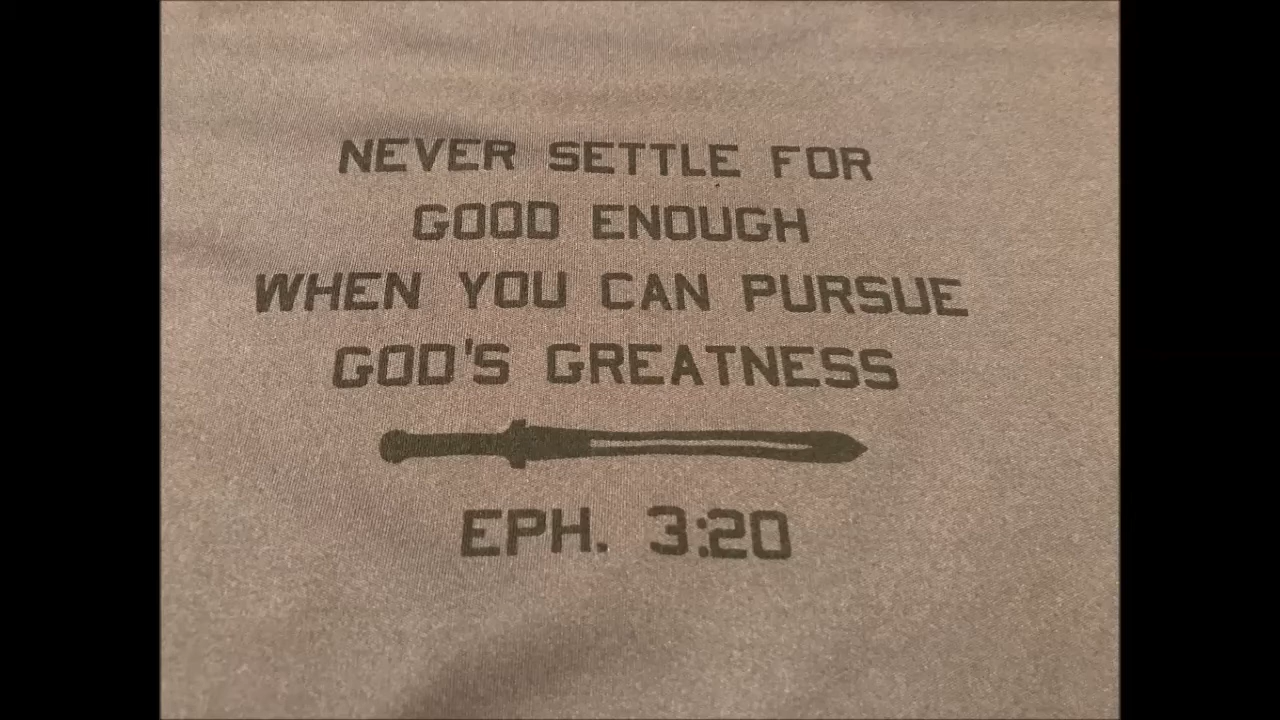 NEVER SETTLE FOR
GOOD ENOUGH
WHEN YOU CAN PURSUE
GOD'S GREATNESS
EPH. 3:20